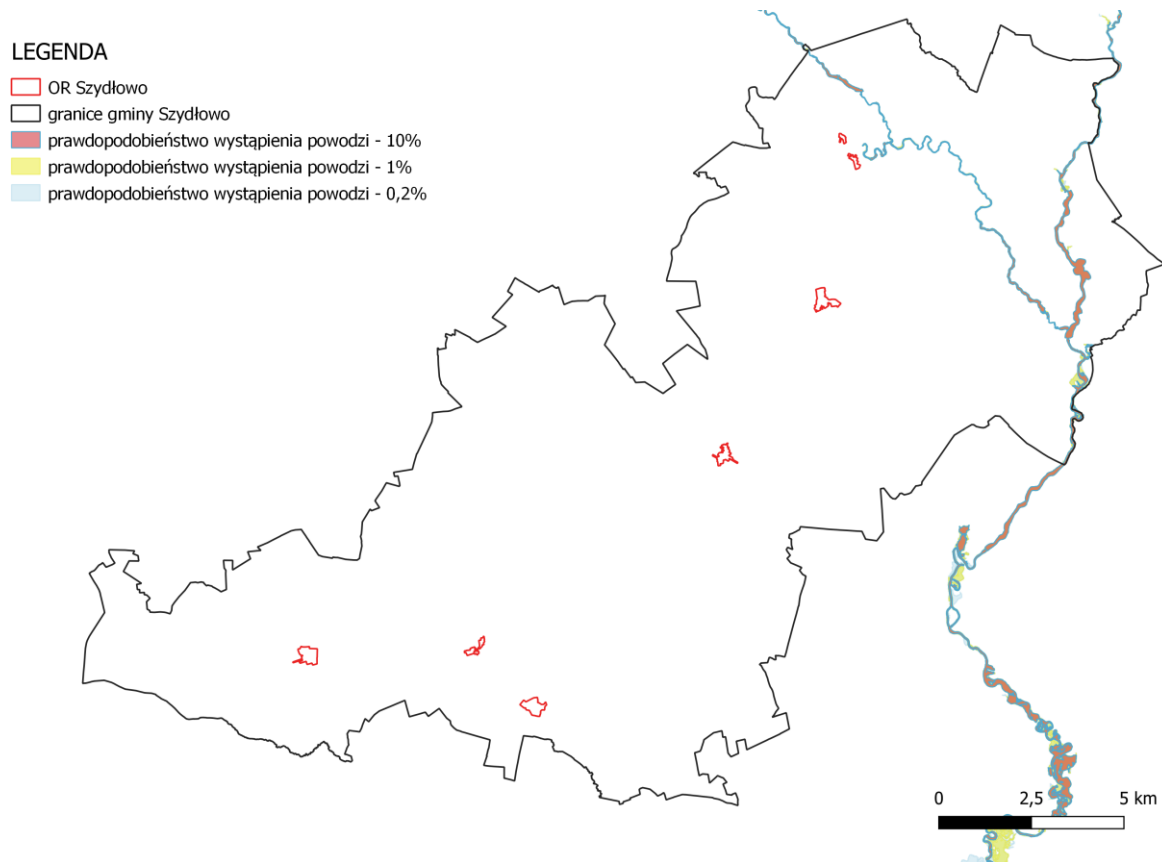 LEGENDA
OR Szydłowo
granice gminy Szydłowo
prawdopodobieństwo wystąpienia powodzi - 10%
prawdopodobieństwo wystąpienia powodzi - 1%
prawdopodobieństwo wystąpienia powodzi - 0,2%
0 2,5 5 km